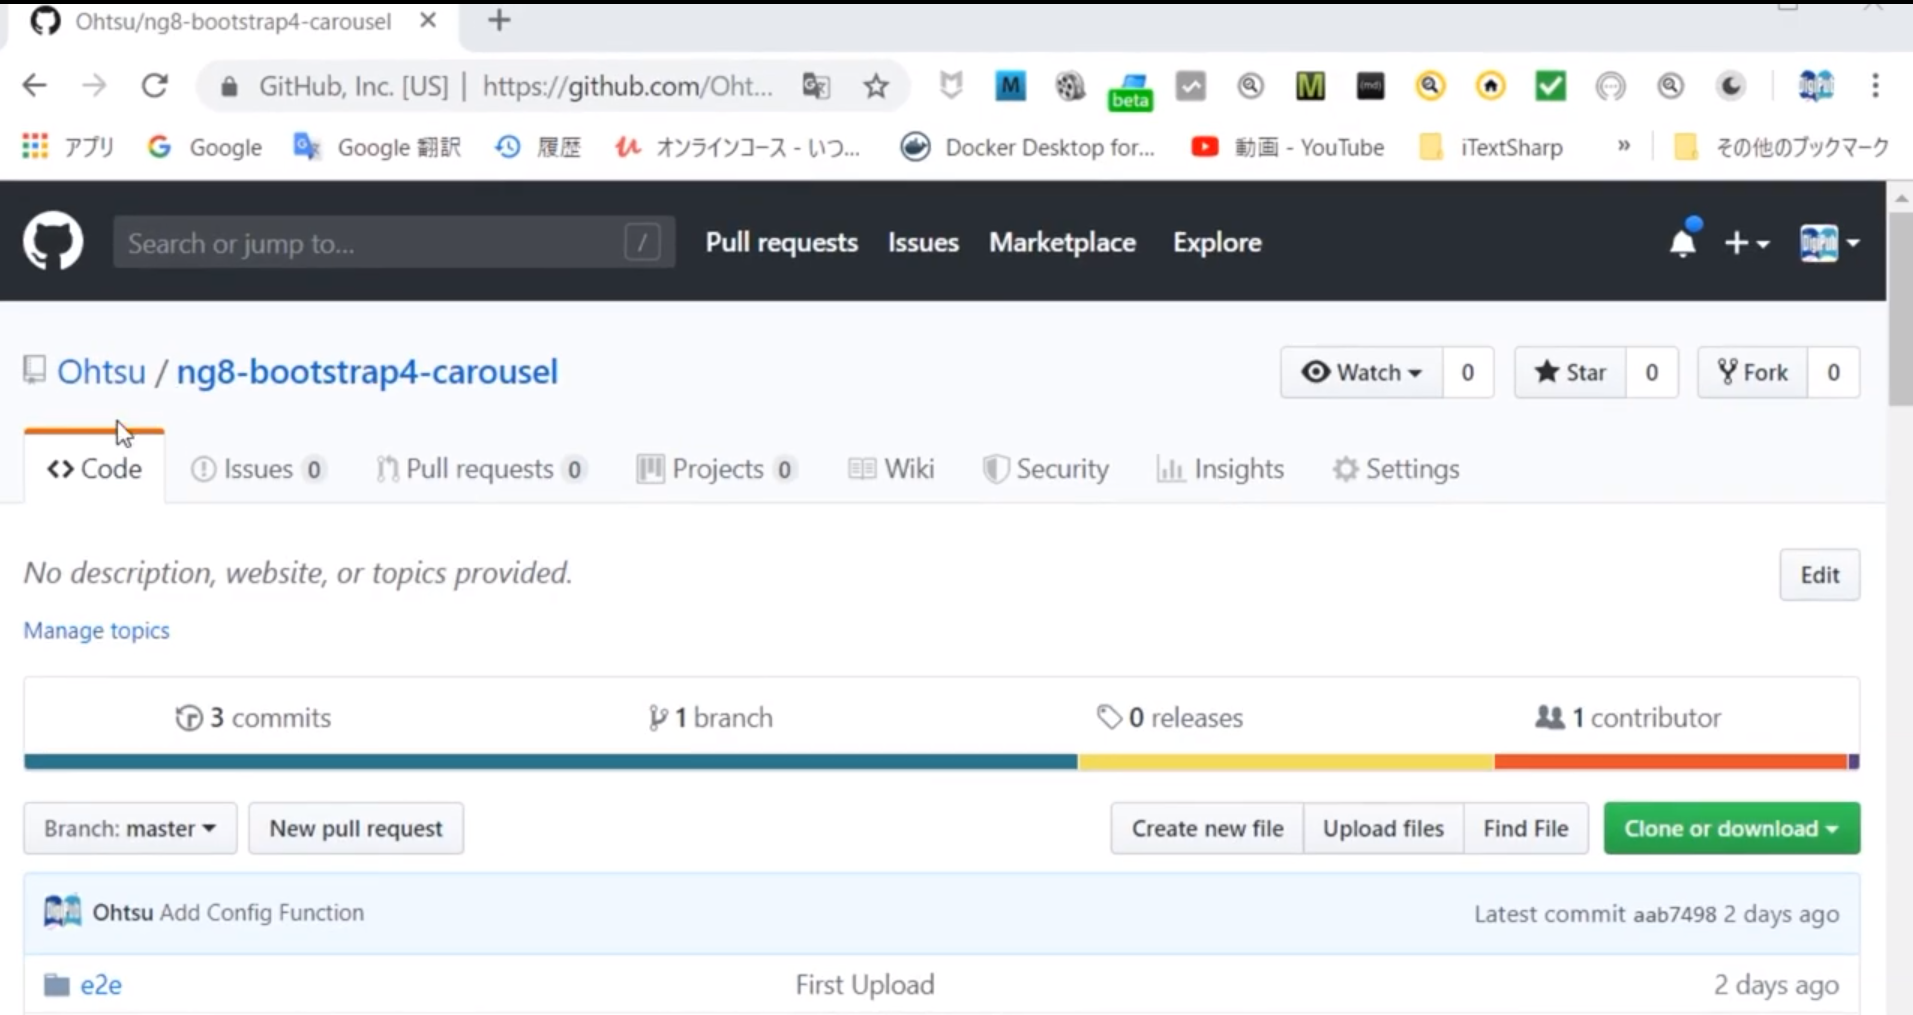 Ohtsu/ng8-bootstrap4-carousel
GitHub, Inc. [US] | https://github.com/Oht...
M beta M (md)
アプリ Google Google 翻訳 履歴 オンラインコース - いつ... Docker Desktop for... 動画 - YouTube iTextSharp » その他のブックマーク
Search or jump to... / Pull requests Issues Marketplace Explore
Ohtsu / ng8-bootstrap4-carousel Watch 0 Star 0 Fork 0
Code Issues 0 Pull requests 0 Projects 0 Wiki Security Insights Settings
No description, website, or topics provided. Edit
Manage topics
3 commits 1 branch 0 releases 1 contributor
Branch: master New pull request Create new file Upload files Find File Clone or download
Ohtsu Add Config Function Latest commit aab7498 2 days ago
e2e First Upload 2 days ago